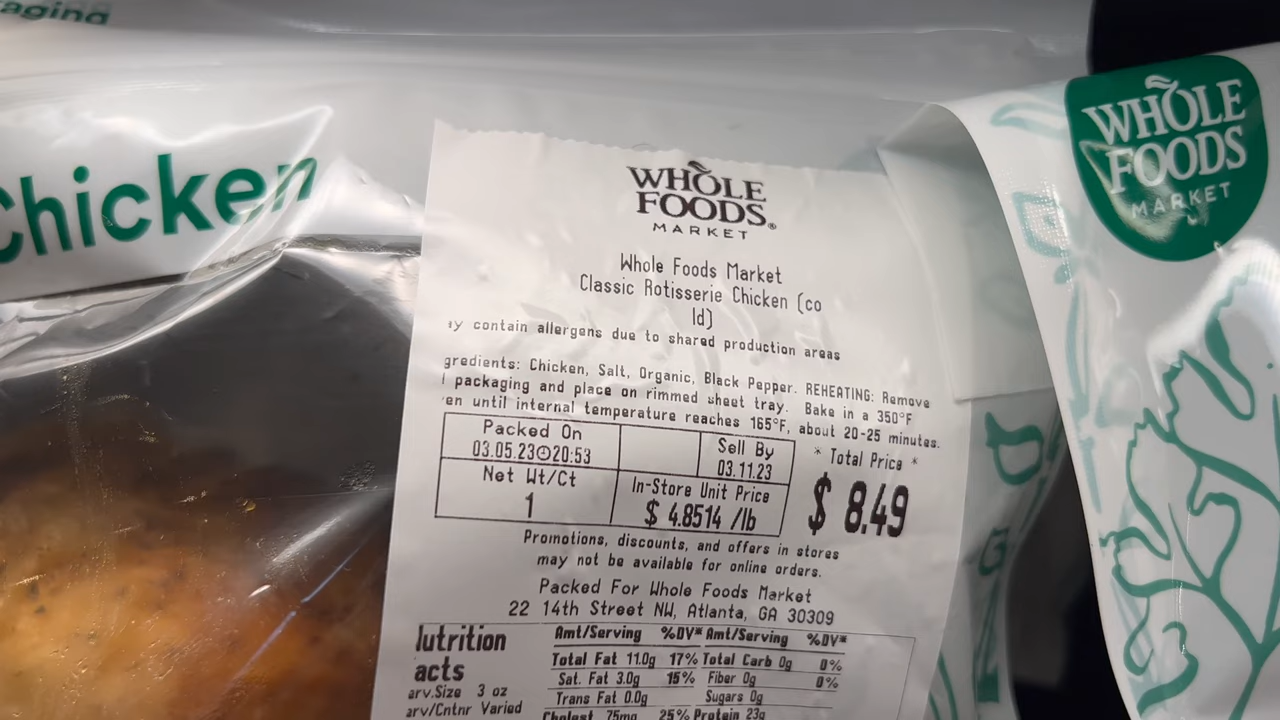 aging
Chicken
WHOLE
FOODS
MARKET
WHOLE
FOODS®
MARKET
Whole Foods Market
Classic Rotisserie Chicken (co
ld)
ay contain allergens due to shared production areas
gredients: Chicken, Salt, Organic, Black Pepper. REHEATING: Remove
l packaging and place on rimmed sheet tray. Bake in a 350°F
en until internal temperature reaches 165°F, about 20-25 minutes.
Packed On
03.05.23 20:53
Sell By
03.11.23
* Total Price *
$ 8.49
Net Wt/Ct
1
In-Store Unit Price
$ 4.8514 /lb
Promotions, discounts, and offers in stores
may not be available for online orders.
Packed For Whole Foods Market
22 14th Street NW, Atlanta, GA 30309
lutrition
acts
arv.Size 3 oz
arv/Cntnr Varied
Amt/Serving %DV* Amt/Serving %DV*
Total Fat 11.0g 17% Total Carb 0g 0%
Sat. Fat 3.0g 15% Fiber 0g 0%
Trans Fat 0.0g Sugars 0g
Cholest 75mg 25% Protein 23g